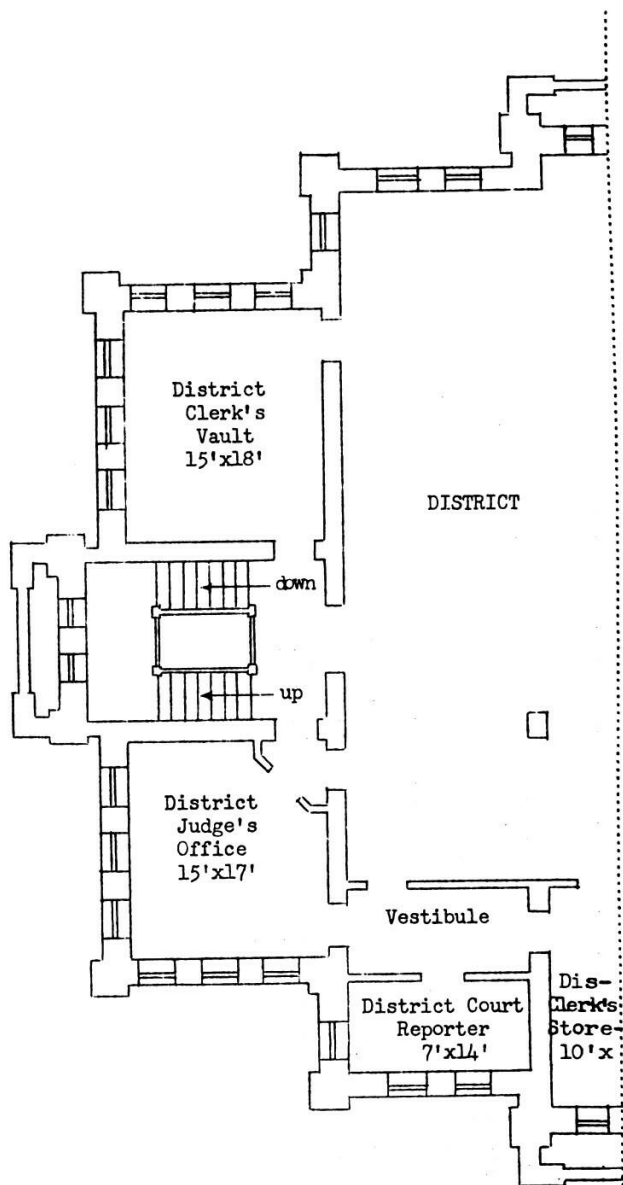 District
Clerk's
Vault
15'x18'
DISTRICT
down
up
District
Judge's
Office
15'x17'
Vestibule
District Court
Reporter
7'x14'
Dis-
Clerk's
Store-
10'x